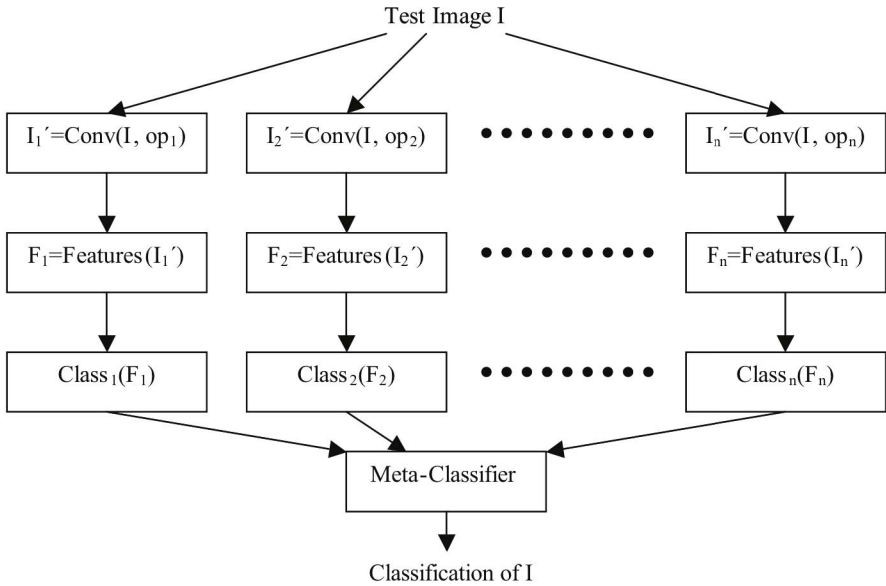 Test Image I
I₁´=Conv(I, op₁)
I₂´=Conv(I, op₂)
Iₙ´=Conv(I, opₙ)
F₁=Features(I₁´)
F₂=Features(I₂´)
Fₙ=Features(Iₙ´)
Class₁(F₁)
Class₂(F₂)
Classₙ(Fₙ)
Meta-Classifier
Classification of I